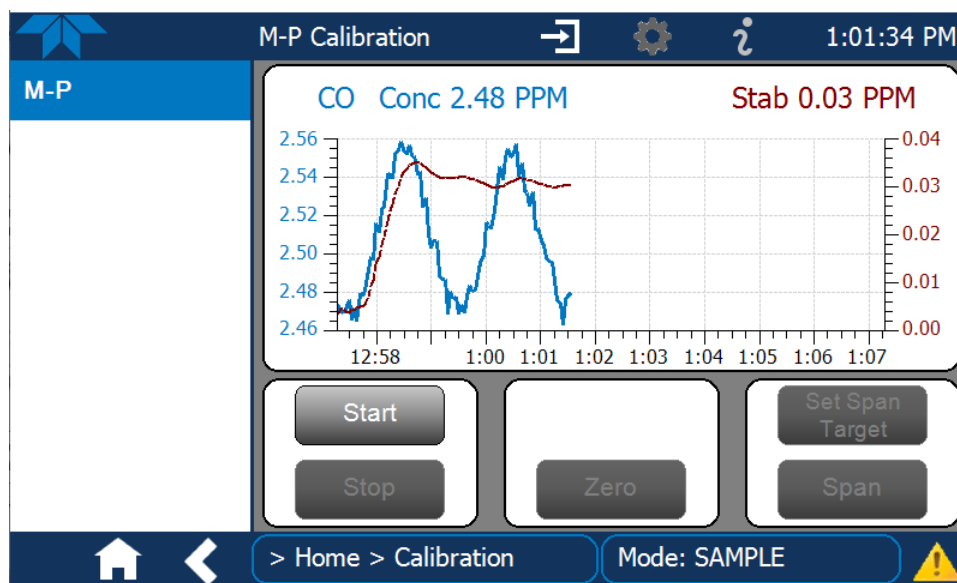 M-P Calibration
1:01:34 PM
M-P
CO Conc 2.48 PPM
Stab 0.03 PPM
2.56
2.54
2.52
2.50
2.48
2.46
0.04
0.03
0.02
0.01
0.00
12:58 1:00 1:01 1:02 1:03 1:04 1:05 1:06 1:07
Start
Stop
Zero
Set Span
Target
Span
> Home > Calibration
Mode: SAMPLE